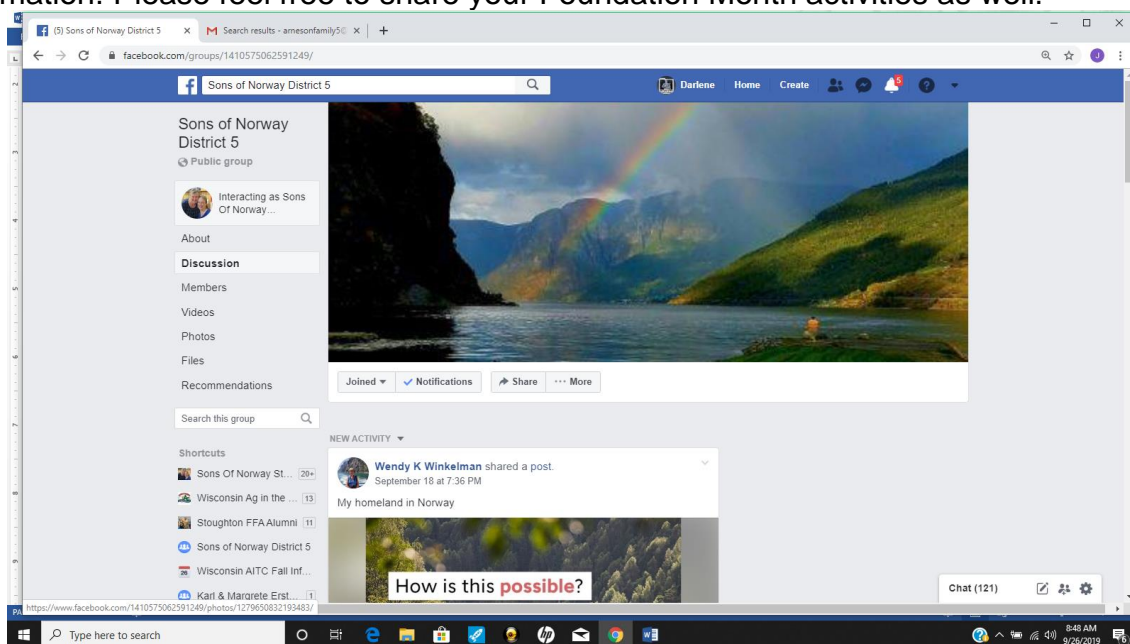 mation. Please feel free to share your Foundation Month activities as well.
(5) Sons of Norway District 5
Search results - arnesonfamily5
facebook.com/groups/1410575062591249/
J
Sons of Norway District 5
Darlene Home Create
5
Sons of Norway
District 5
Public group
Interacting as Sons
Of Norway...
About
Discussion
Members
Videos
Photos
Files
Recommendations
Joined Notifications Share ··· More
Search this group
NEW ACTIVITY
Shortcuts
Sons Of Norway St... 20+
Wisconsin Ag in the ... 13
Stoughton FFA Alumni 11
Sons of Norway District 5
Wisconsin AITC Fall Inf...
Karl & Margrete Erst... 1
Wendy K Winkelman shared a post.
September 18 at 7:36 PM
My homeland in Norway
How is this possible?
Chat (121)
https://www.facebook.com/1410575062591249/photos/1279650832193483/
Type here to search
8:48 AM
9/26/2019
6